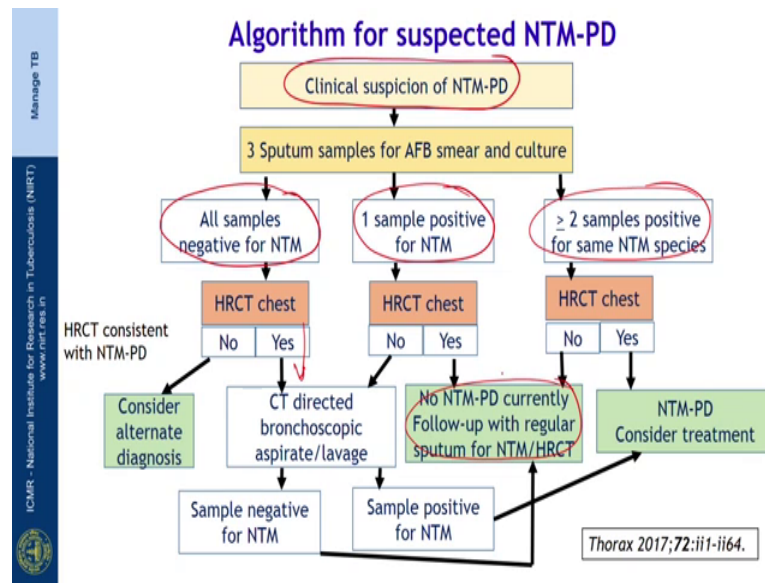 Algorithm for suspected NTM-PD
Manage TB
ICMR - National Institute for Research in Tuberculosis (NIRT)
www.nirt.res.in
Clinical suspicion of NTM-PD
3 Sputum samples for AFB smear and culture
All samples
negative for NTM
1 sample positive
for NTM
≥ 2 samples positive
for same NTM species
HRCT chest
HRCT chest
HRCT chest
HRCT consistent
with NTM-PD
No
Yes
No
Yes
No
Yes
Consider
alternate
diagnosis
CT directed
bronchoscopic
aspirate/lavage
No NTM-PD currently
Follow-up with regular
sputum for NTM/HRCT
NTM-PD
Consider treatment
Sample negative
for NTM
Sample positive
for NTM
Thorax 2017;72:ii1-ii64.